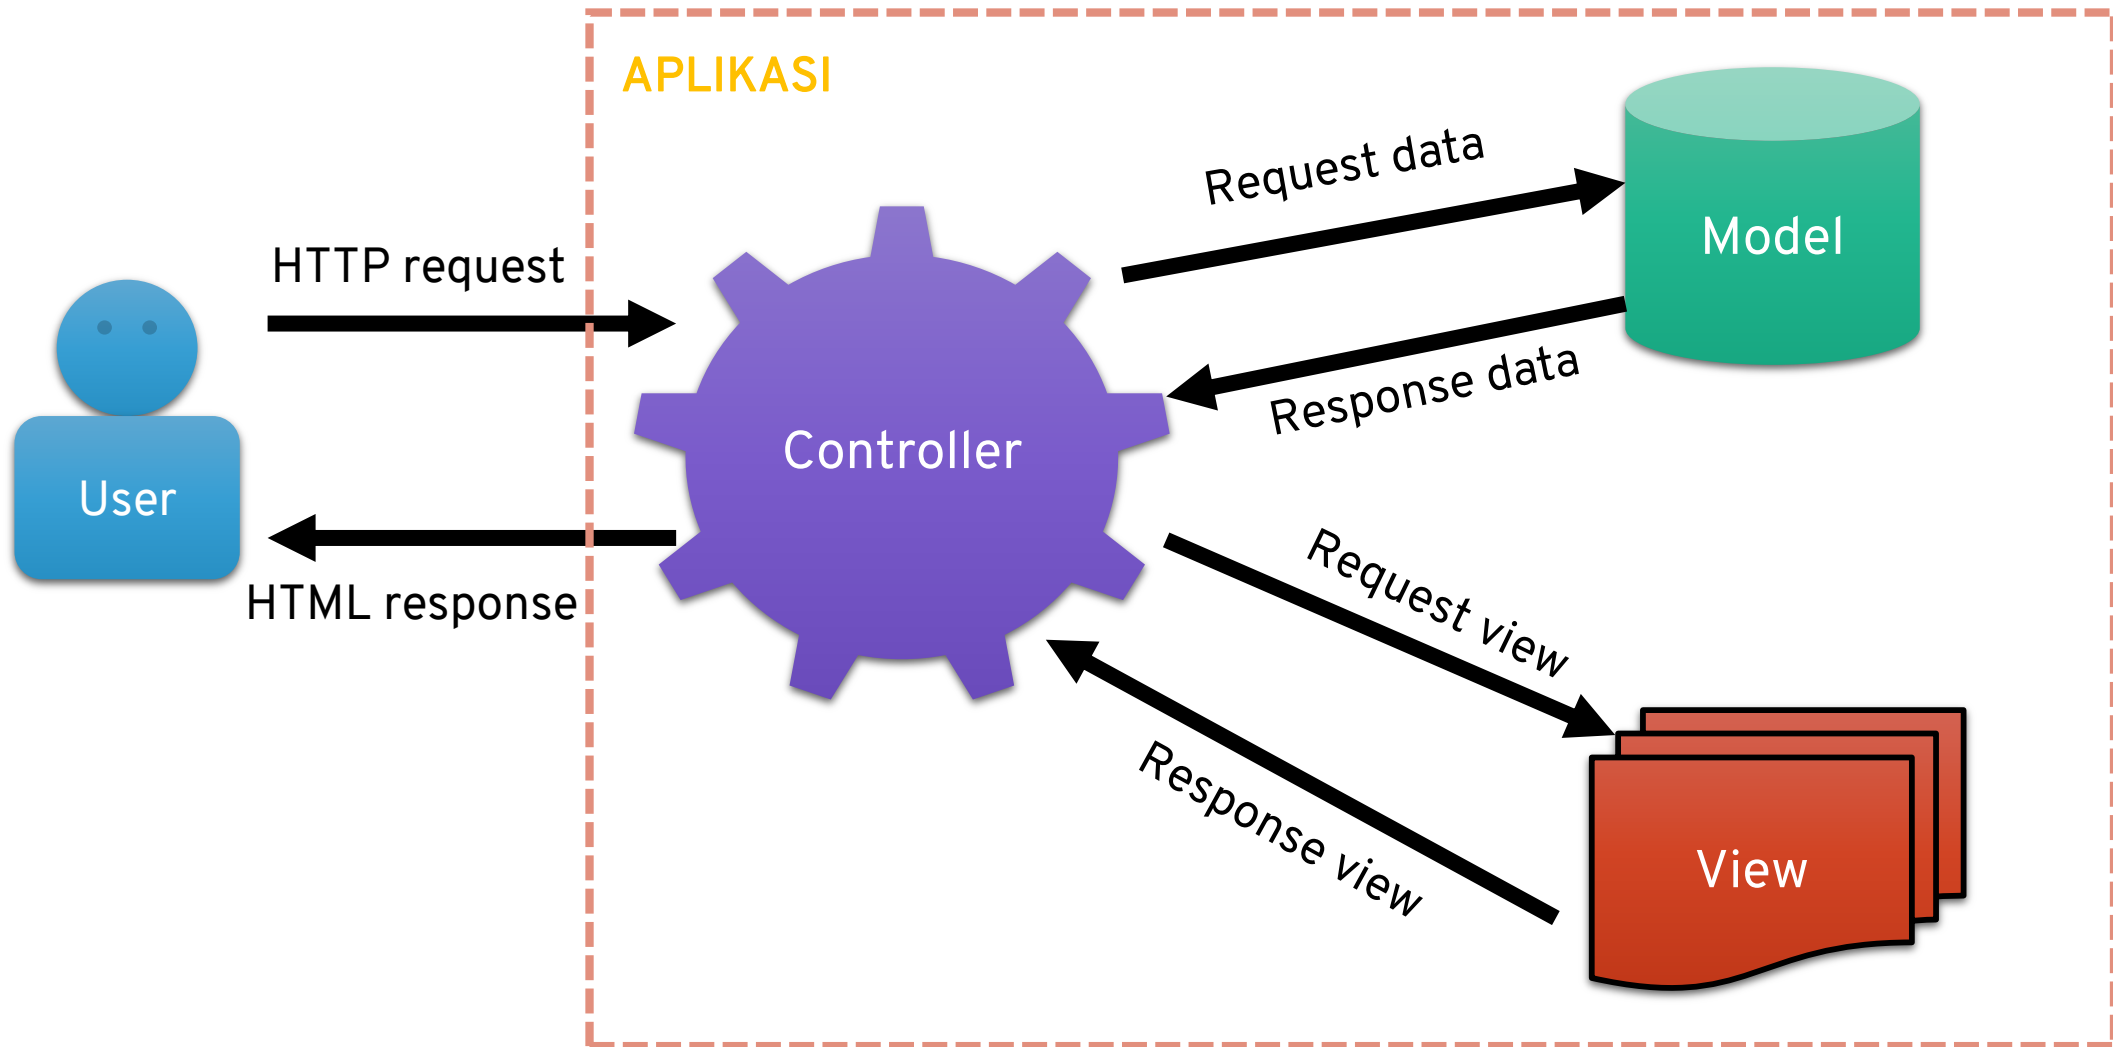 APLIKASI
HTTP request
User
HTML response
Controller
Request data
Model
Response data
Request view
Response view
View